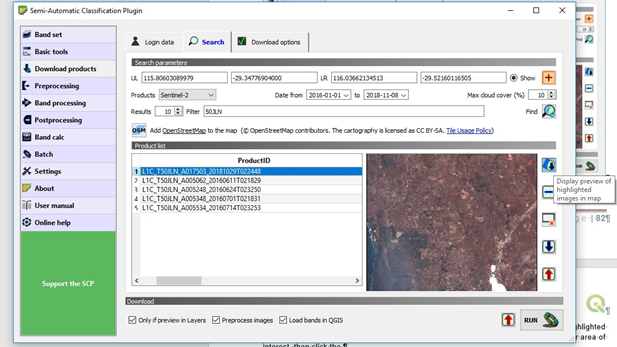 Semi-Automatic Classification Plugin
Band set
Basic tools
Download products
Preprocessing
Band processing
Postprocessing
Band calc
Batch
Settings
About
User manual
Online help
Support the SCP
Login data
Search
Download options
Search parameters
UL 115.80603089979 -29.34776904000 LR 116.03662134513 -29.52160116505 Show
Products Sentinel-2 Date from 2016-01-01 to 2018-11-08 Max cloud cover (%) 10
Results 10 Filter 50JLN Find
OSM Add OpenStreetMap to the map (© OpenStreetMap contributors. The cartography is licensed as CC BY-SA. Tile Usage Policy)
Product list
ProductID
1 L1C_T50JLN_A017503_20181029T022448
2 L1C_T50JLN_A005062_20160611T021829
3 L1C_T50JLN_A005248_20160624T023250
4 L1C_T50JLN_A005348_20160701T021831
5 L1C_T50JLN_A005534_20160714T023253
Display preview of
highlighted
images in map
Download
Only if preview in Layers
Preprocess images
Load bands in QGIS
RUN
g e | 82¶
highlighted·
r·area·of·
interest, then click the ¶